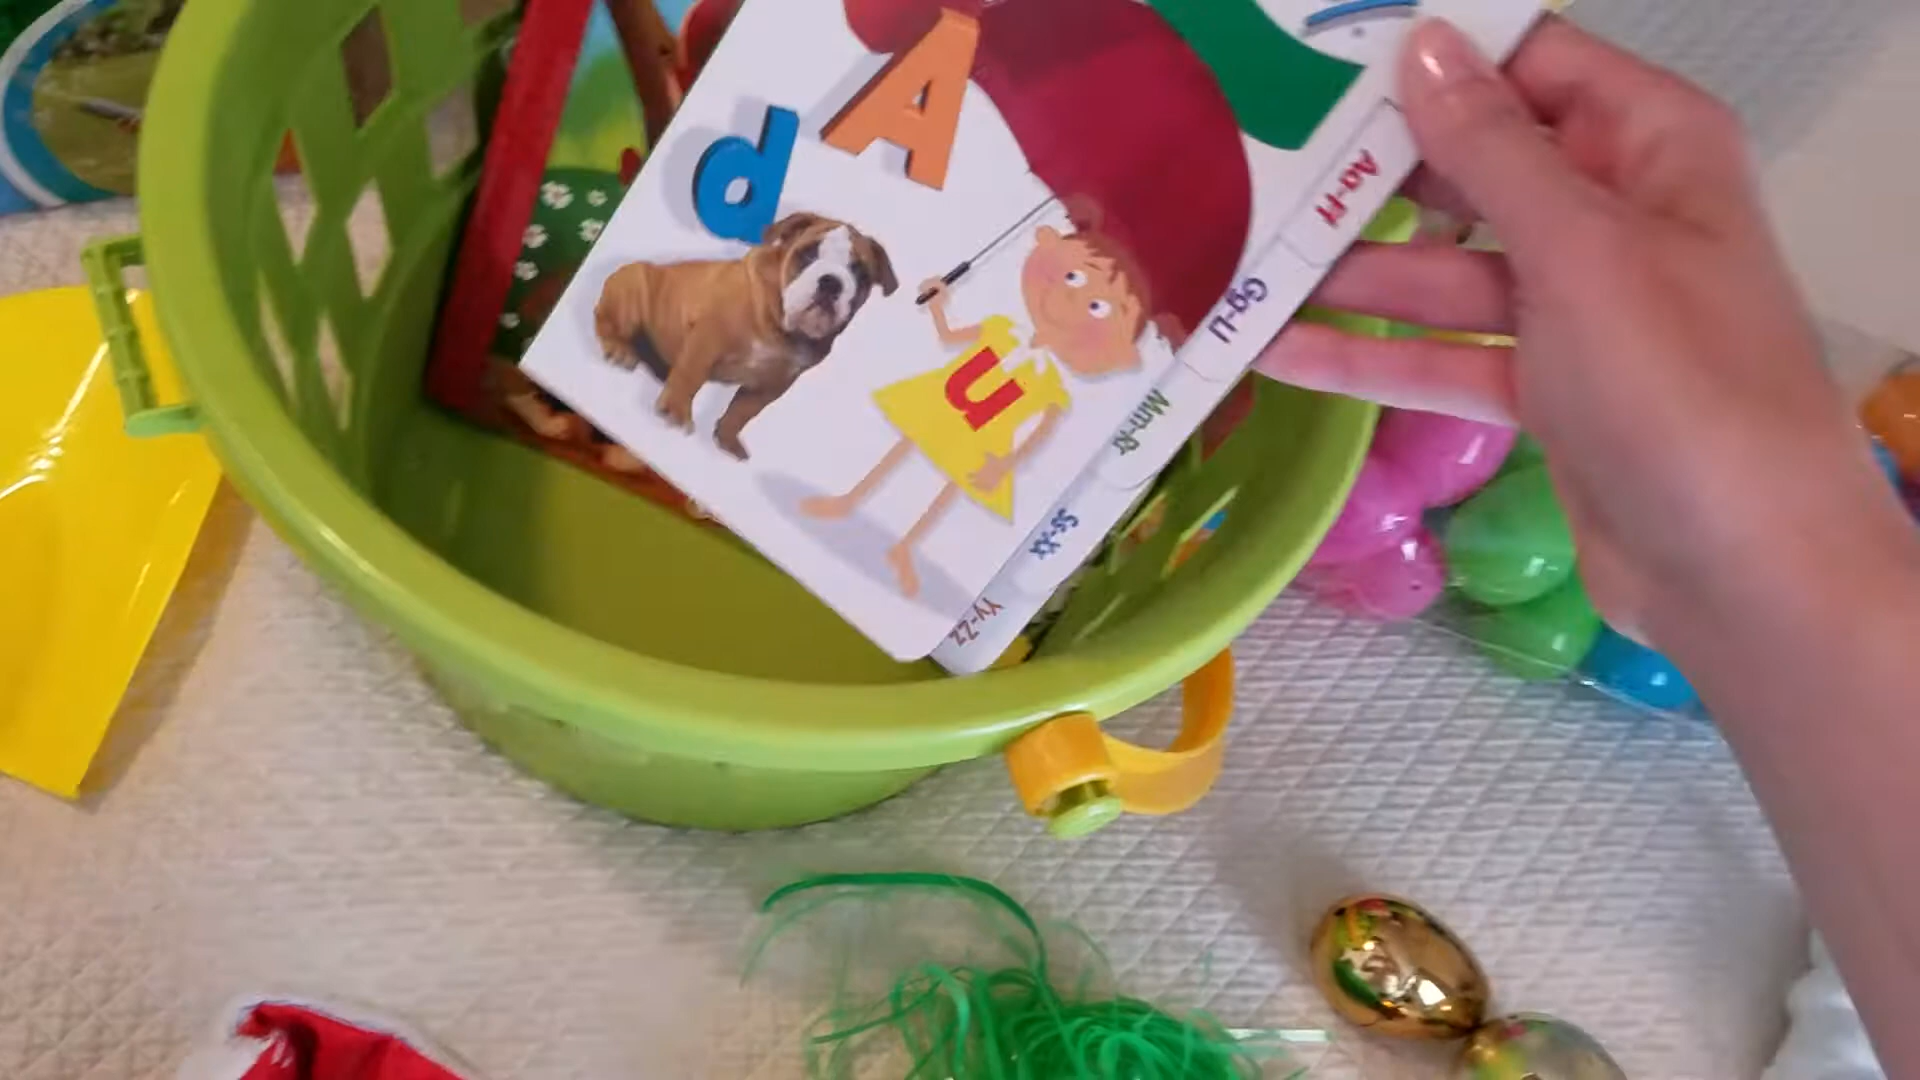 A
d
u
Aa-Ff
Gg-Ll
Mm-Rr
Ss-Xx
Yy-Zz